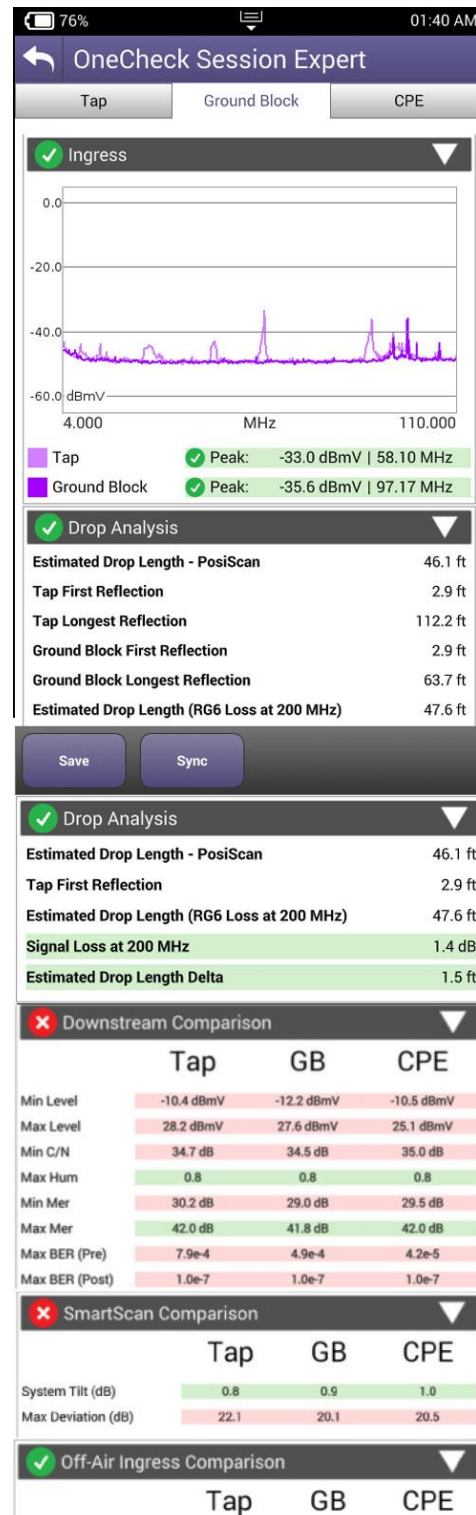 76% 01:40 AM
OneCheck Session Expert
Tap Ground Block CPE
Ingress
0.0
-20.0
-40.0
-60.0 dBmV
4.000 MHz 110.000
Tap Peak: -33.0 dBmV | 58.10 MHz
Ground Block Peak: -35.6 dBmV | 97.17 MHz
Drop Analysis
Estimated Drop Length - PosiScan 46.1 ft
Tap First Reflection 2.9 ft
Tap Longest Reflection 112.2 ft
Ground Block First Reflection 2.9 ft
Ground Block Longest Reflection 63.7 ft
Estimated Drop Length (RG6 Loss at 200 MHz) 47.6 ft
Save Sync
Drop Analysis
Estimated Drop Length - PosiScan 46.1 ft
Tap First Reflection 2.9 ft
Estimated Drop Length (RG6 Loss at 200 MHz) 47.6 ft
Signal Loss at 200 MHz 1.4 dB
Estimated Drop Length Delta 1.5 ft
Downstream Comparison
Tap GB CPE
Min Level -10.4 dBmV -12.2 dBmV -10.5 dBmV
Max Level 28.2 dBmV 27.6 dBmV 25.1 dBmV
Min C/N 34.7 dB 34.5 dB 35.0 dB
Max Hum 0.8 0.8 0.8
Min Mer 30.2 dB 29.0 dB 29.5 dB
Max Mer 42.0 dB 41.8 dB 42.0 dB
Max BER (Pre) 7.9e-4 4.9e-4 4.2e-5
Max BER (Post) 1.0e-7 1.0e-7 1.0e-7
SmartScan Comparison
Tap GB CPE
System Tilt (dB) 0.8 0.9 1.0
Max Deviation (dB) 22.1 20.1 20.5
Off-Air Ingress Comparison
Tap GB CPE